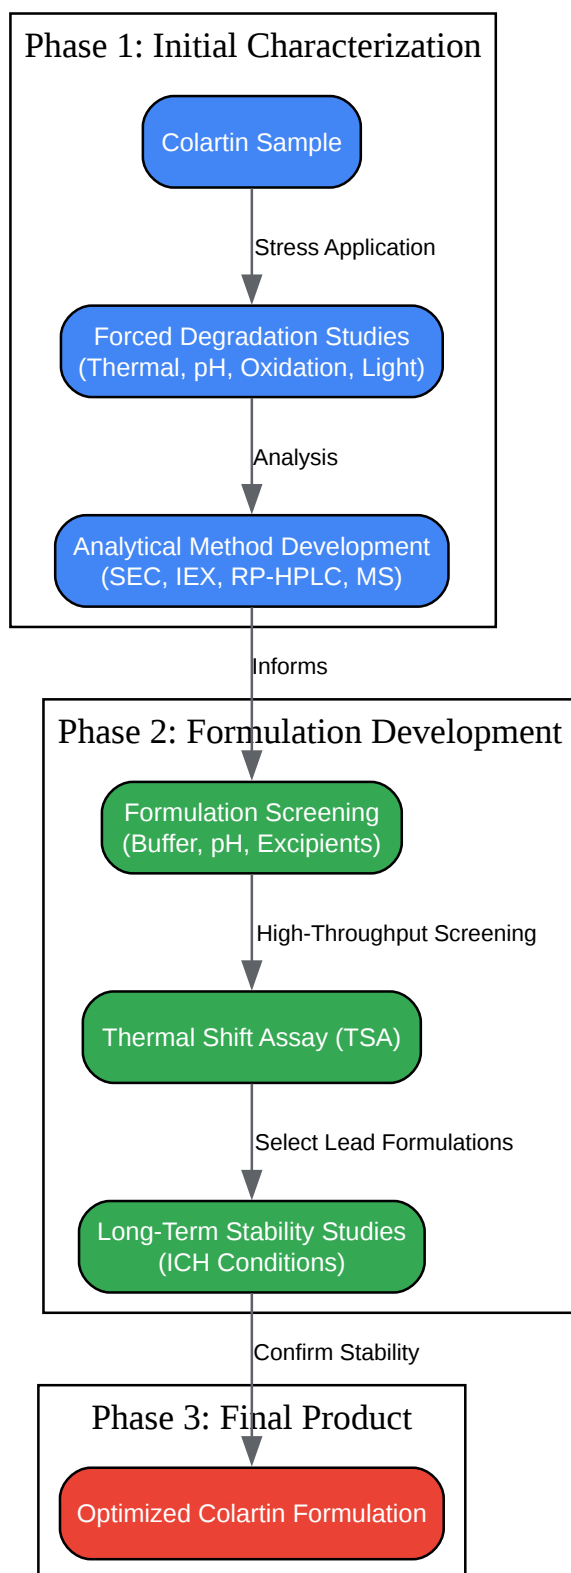 Phase 1: Initial Characterization
Colartin Sample
Stress Application
Forced Degradation Studies
(Thermal, pH, Oxidation, Light)
Analysis
Analytical Method Development
(SEC, IEX, RP-HPLC, MS)
Informs
Phase 2: Formulation Development
Formulation Screening
(Buffer, pH, Excipients)
High-Throughput Screening
Thermal Shift Assay (TSA)
Select Lead Formulations
Long-Term Stability Studies
(ICH Conditions)
Confirm Stability
Phase 3: Final Product
Optimized Colartin Formulation